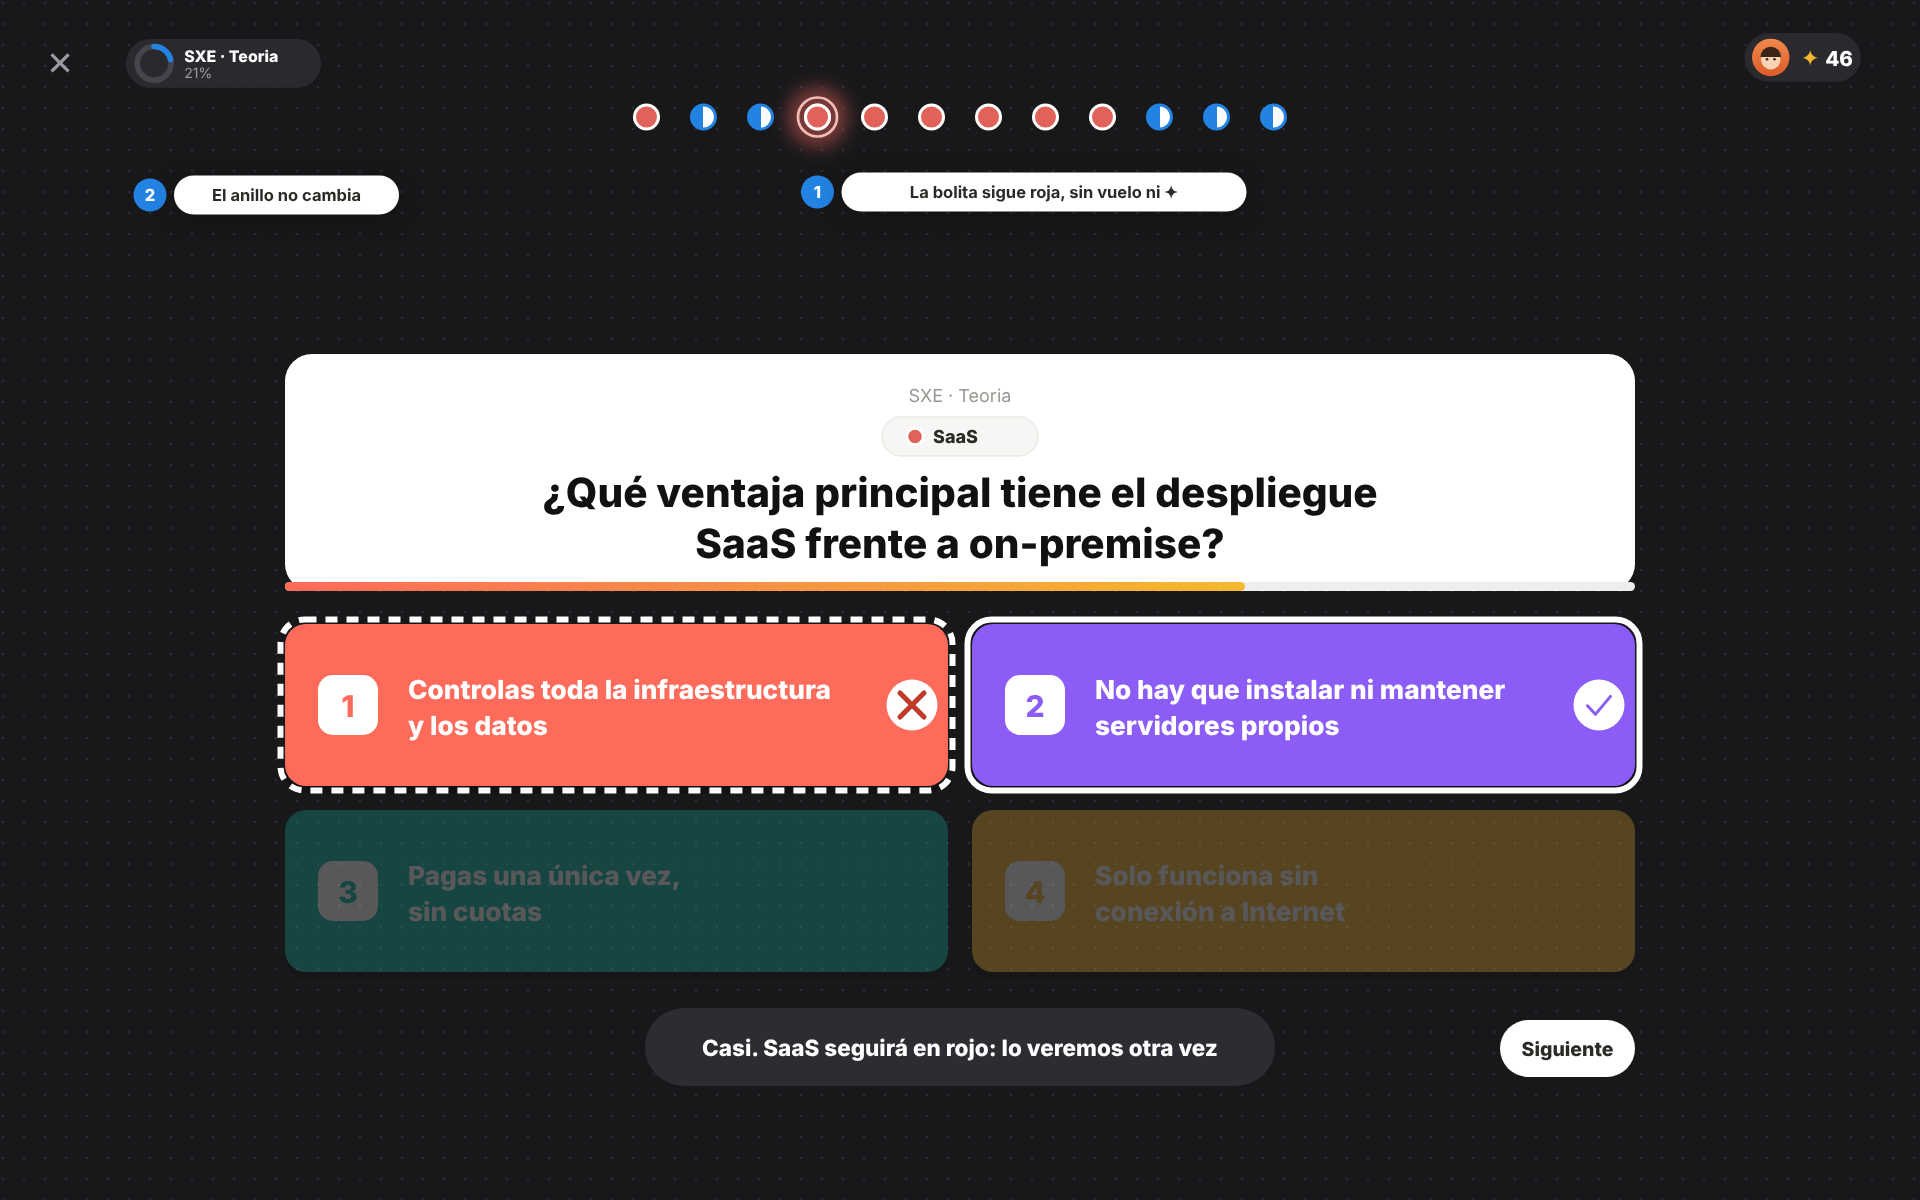 SXE · Teoria
21%
✦ 46
2 El anillo no cambia
1 La bolita sigue roja, sin vuelo ni ✦
SXE · Teoria
SaaS
¿Qué ventaja principal tiene el despliegue
SaaS frente a on-premise?
1 Controlas toda la infraestructura
y los datos
2 No hay que instalar ni mantener
servidores propios
3 Pagas una única vez,
sin cuotas
4 Solo funciona sin
conexión a Internet
Casi. SaaS seguirá en rojo: lo veremos otra vez
Siguiente